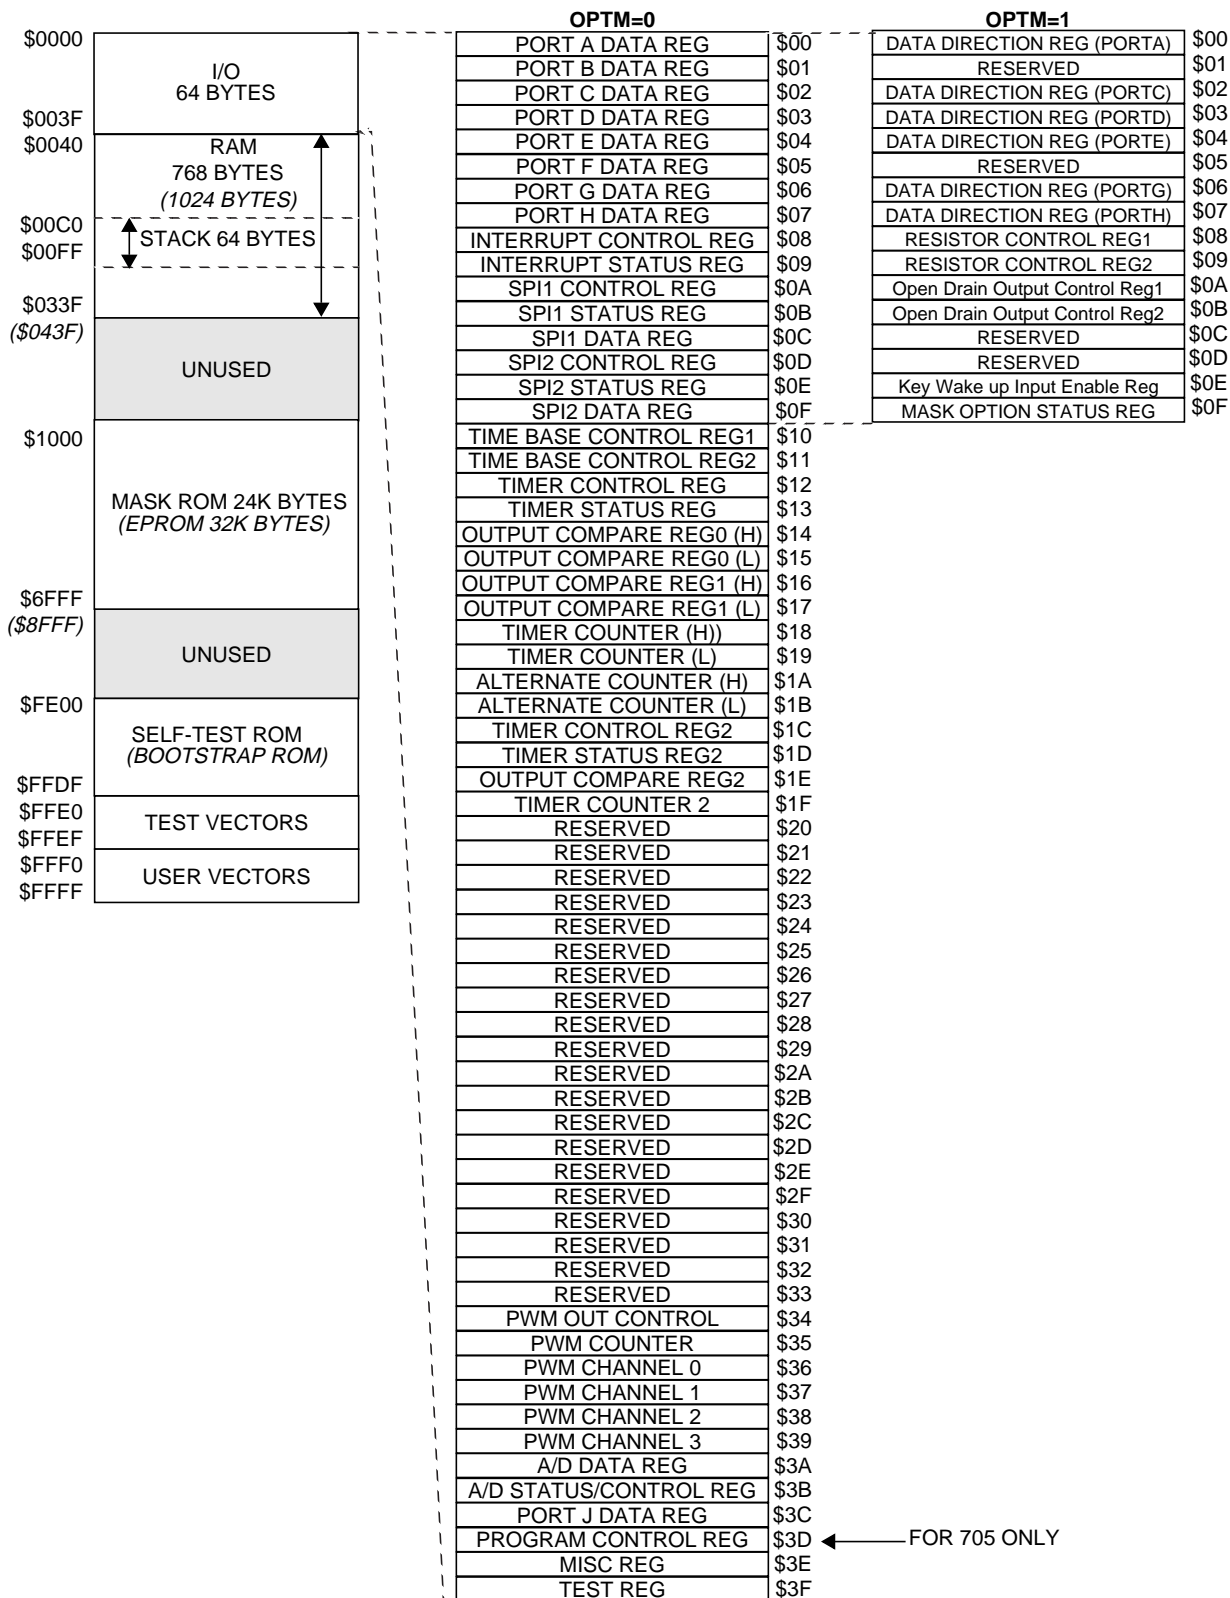 $0000
I/O
64 BYTES
$003F
$0040
RAM
768 BYTES
(1024 BYTES)
$00C0
STACK 64 BYTES
$00FF
$033F
($043F)
UNUSED
$1000
MASK ROM 24K BYTES
(EPROM 32K BYTES)
$6FFF
($8FFF)
UNUSED
$FE00
SELF-TEST ROM
(BOOTSTRAP ROM)
$FFDF
$FFE0
TEST VECTORS
$FFEF
$FFF0
USER VECTORS
$FFFF
OPTM=0
PORT A DATA REG $00
PORT B DATA REG $01
PORT C DATA REG $02
PORT D DATA REG $03
PORT E DATA REG $04
PORT F DATA REG $05
PORT G DATA REG $06
PORT H DATA REG $07
INTERRUPT CONTROL REG $08
INTERRUPT STATUS REG $09
SPI1 CONTROL REG $0A
SPI1 STATUS REG $0B
SPI1 DATA REG $0C
SPI2 CONTROL REG $0D
SPI2 STATUS REG $0E
SPI2 DATA REG $0F
TIME BASE CONTROL REG1 $10
TIME BASE CONTROL REG2 $11
TIMER CONTROL REG $12
TIMER STATUS REG $13
OUTPUT COMPARE REG0 (H) $14
OUTPUT COMPARE REG0 (L) $15
OUTPUT COMPARE REG1 (H) $16
OUTPUT COMPARE REG1 (L) $17
TIMER COUNTER (H)) $18
TIMER COUNTER (L) $19
ALTERNATE COUNTER (H) $1A
ALTERNATE COUNTER (L) $1B
TIMER CONTROL REG2 $1C
TIMER STATUS REG2 $1D
OUTPUT COMPARE REG2 $1E
TIMER COUNTER 2 $1F
RESERVED $20
RESERVED $21
RESERVED $22
RESERVED $23
RESERVED $24
RESERVED $25
RESERVED $26
RESERVED $27
RESERVED $28
RESERVED $29
RESERVED $2A
RESERVED $2B
RESERVED $2C
RESERVED $2D
RESERVED $2E
RESERVED $2F
RESERVED $30
RESERVED $31
RESERVED $32
RESERVED $33
PWM OUT CONTROL $34
PWM COUNTER $35
PWM CHANNEL 0 $36
PWM CHANNEL 1 $37
PWM CHANNEL 2 $38
PWM CHANNEL 3 $39
A/D DATA REG $3A
A/D STATUS/CONTROL REG $3B
PORT J DATA REG $3C
PROGRAM CONTROL REG $3D FOR 705 ONLY
MISC REG $3E
TEST REG $3F
OPTM=1
DATA DIRECTION REG (PORTA) $00
RESERVED $01
DATA DIRECTION REG (PORTC) $02
DATA DIRECTION REG (PORTD) $03
DATA DIRECTION REG (PORTE) $04
RESERVED $05
DATA DIRECTION REG (PORTG) $06
DATA DIRECTION REG (PORTH) $07
RESISTOR CONTROL REG1 $08
RESISTOR CONTROL REG2 $09
Open Drain Output Control Reg1 $0A
Open Drain Output Control Reg2 $0B
RESERVED $0C
RESERVED $0D
Key Wake up Input Enable Reg $0E
MASK OPTION STATUS REG $0F